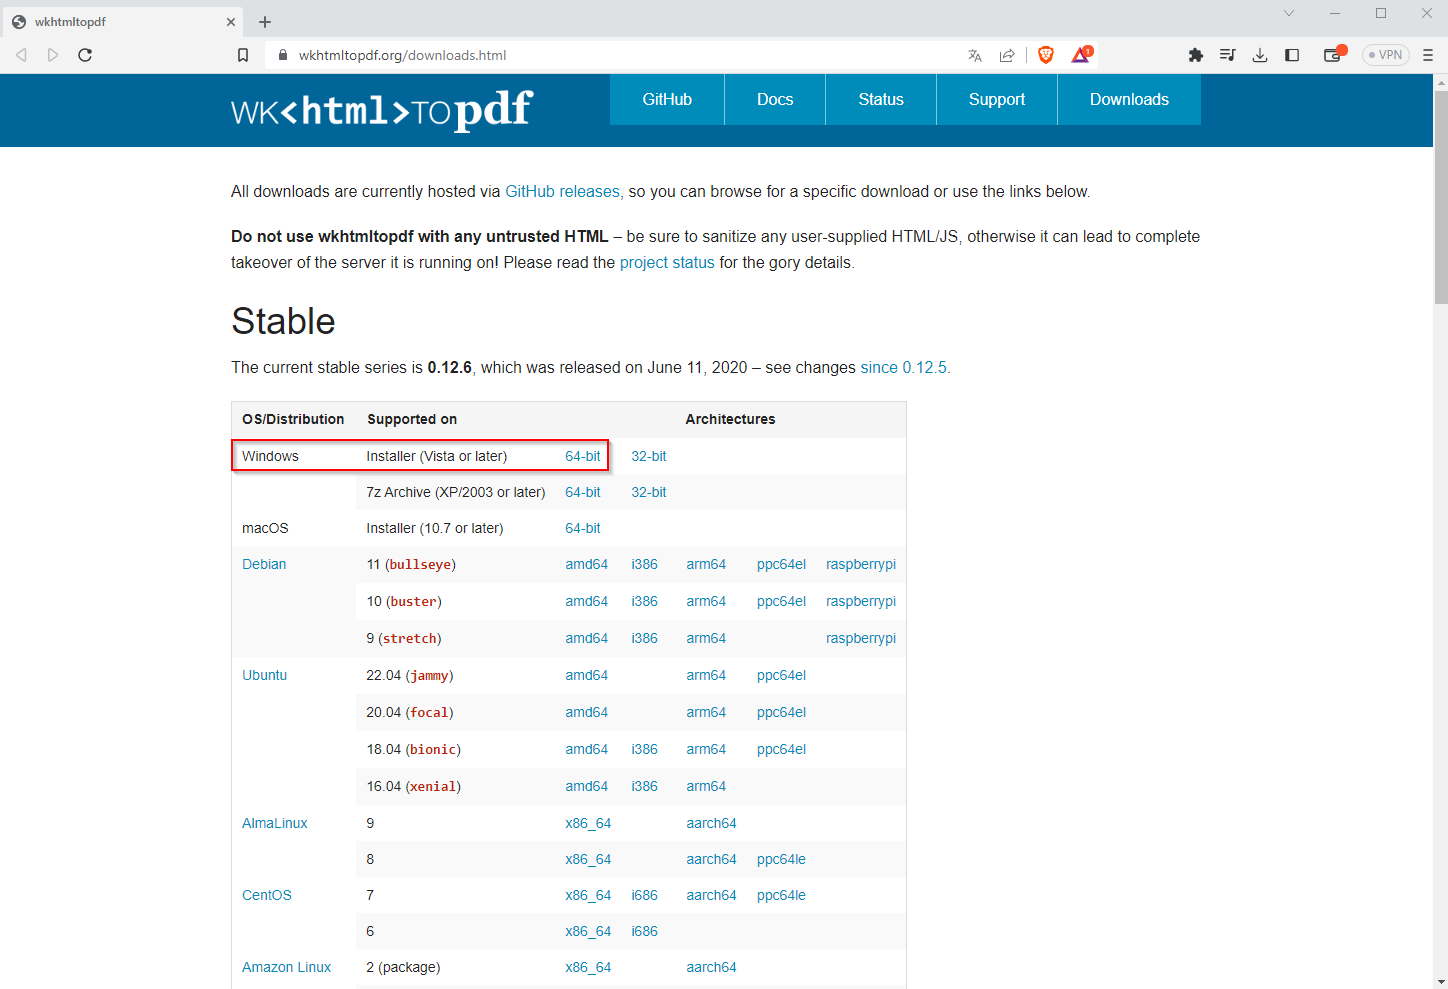 wkhtmltopdf
wkhtmltopdf.org/downloads.html
1
VPN
WK<html>TOpdf
GitHub Docs Status Support Downloads
All downloads are currently hosted via GitHub releases, so you can browse for a specific download or use the links below.
Do not use wkhtmltopdf with any untrusted HTML – be sure to sanitize any user-supplied HTML/JS, otherwise it can lead to complete
takeover of the server it is running on! Please read the project status for the gory details.
Stable
The current stable series is 0.12.6, which was released on June 11, 2020 – see changes since 0.12.5.
OS/Distribution Supported on Architectures
Windows Installer (Vista or later) 64-bit 32-bit
7z Archive (XP/2003 or later) 64-bit 32-bit
macOS Installer (10.7 or later) 64-bit
Debian 11 (bullseye) amd64 i386 arm64 ppc64el raspberrypi
10 (buster) amd64 i386 arm64 ppc64el raspberrypi
9 (stretch) amd64 i386 arm64 raspberrypi
Ubuntu 22.04 (jammy) amd64 arm64 ppc64el
20.04 (focal) amd64 arm64 ppc64el
18.04 (bionic) amd64 i386 arm64 ppc64el
16.04 (xenial) amd64 i386 arm64
AlmaLinux 9 x86_64 aarch64
8 x86_64 aarch64 ppc64le
CentOS 7 x86_64 i686 aarch64 ppc64le
6 x86_64 i686
Amazon Linux 2 (package) x86_64 aarch64